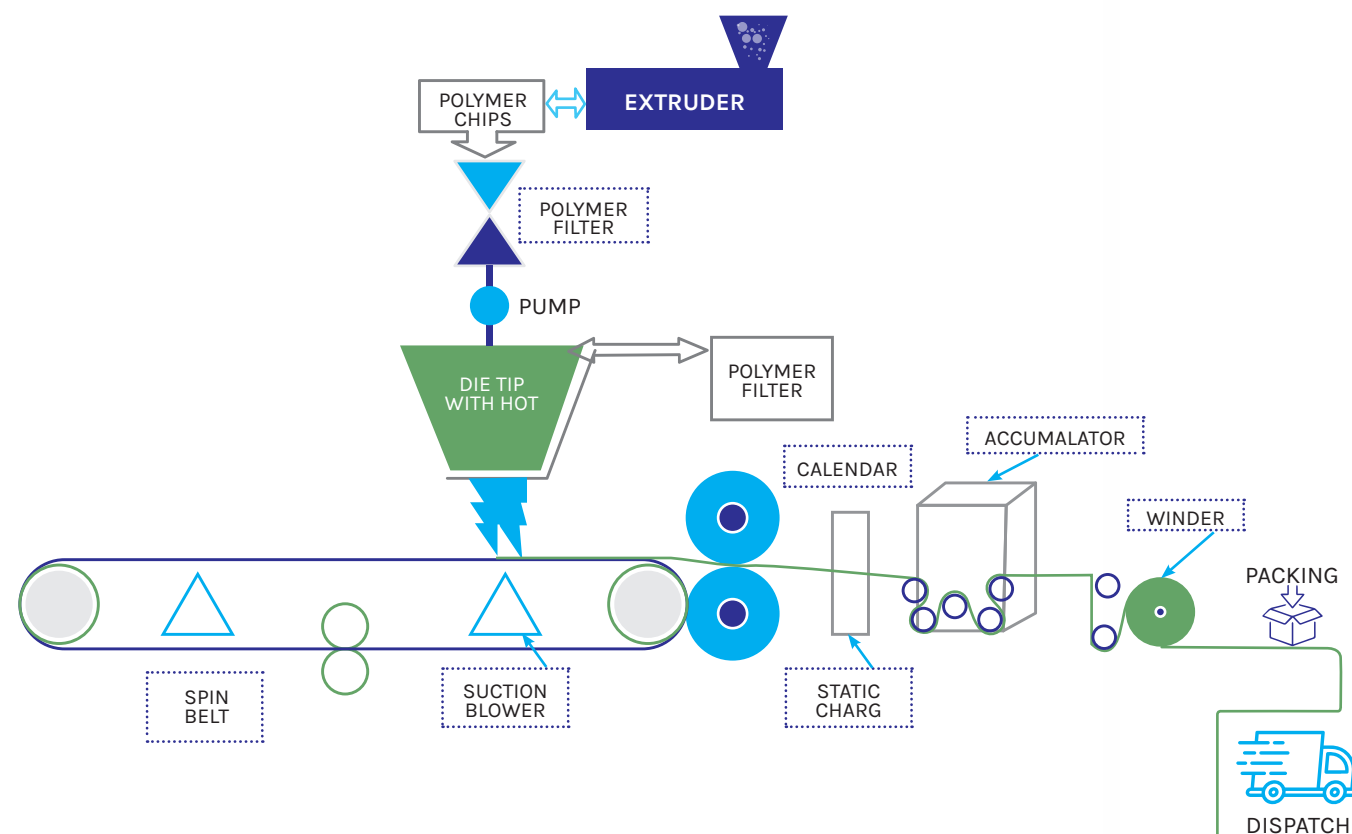 EXTRUDER
POLYMER
CHIPS
POLYMER
FILTER
PUMP
DIE TIP
WITH HOT
POLYMER
FILTER
ACCUMALATOR
CALENDAR
WINDER
PACKING
SPIN
BELT
SUCTION
BLOWER
STATIC
CHARG
DISPATCH